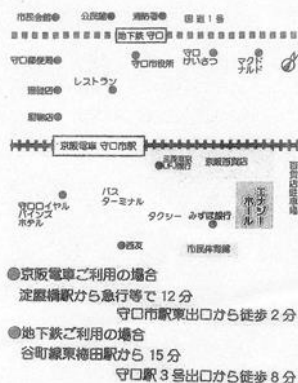 市民会館
公民館
消防署
国道1号
地下鉄 守口
守口郵便局
守口市役所
守口
けいさつ
マクド
ナルド
レストラン
京阪電車 守口市駅
京阪百貨店
百貨店駐車場
守口ロイヤル
パインズ
ホテル
バス
ターミナル
タクシー
みずほ銀行
エナジー
ホール
西友
市民体育館
●京阪電車ご利用の場合
淀屋橋駅から急行等で12分
守口市駅東出口から徒歩2分
●地下鉄ご利用の場合
谷町線東梅田駅から15分
守口駅3号出口から徒歩8分